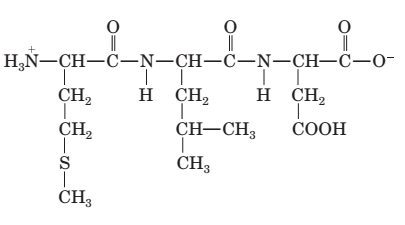 O O O
H₃N⁺—CH—C—N—CH—C—N—CH—C—O⁻
CH₂ H CH₂ H CH₂
CH₂ CH—CH₃ COOH
S CH₃
CH₃